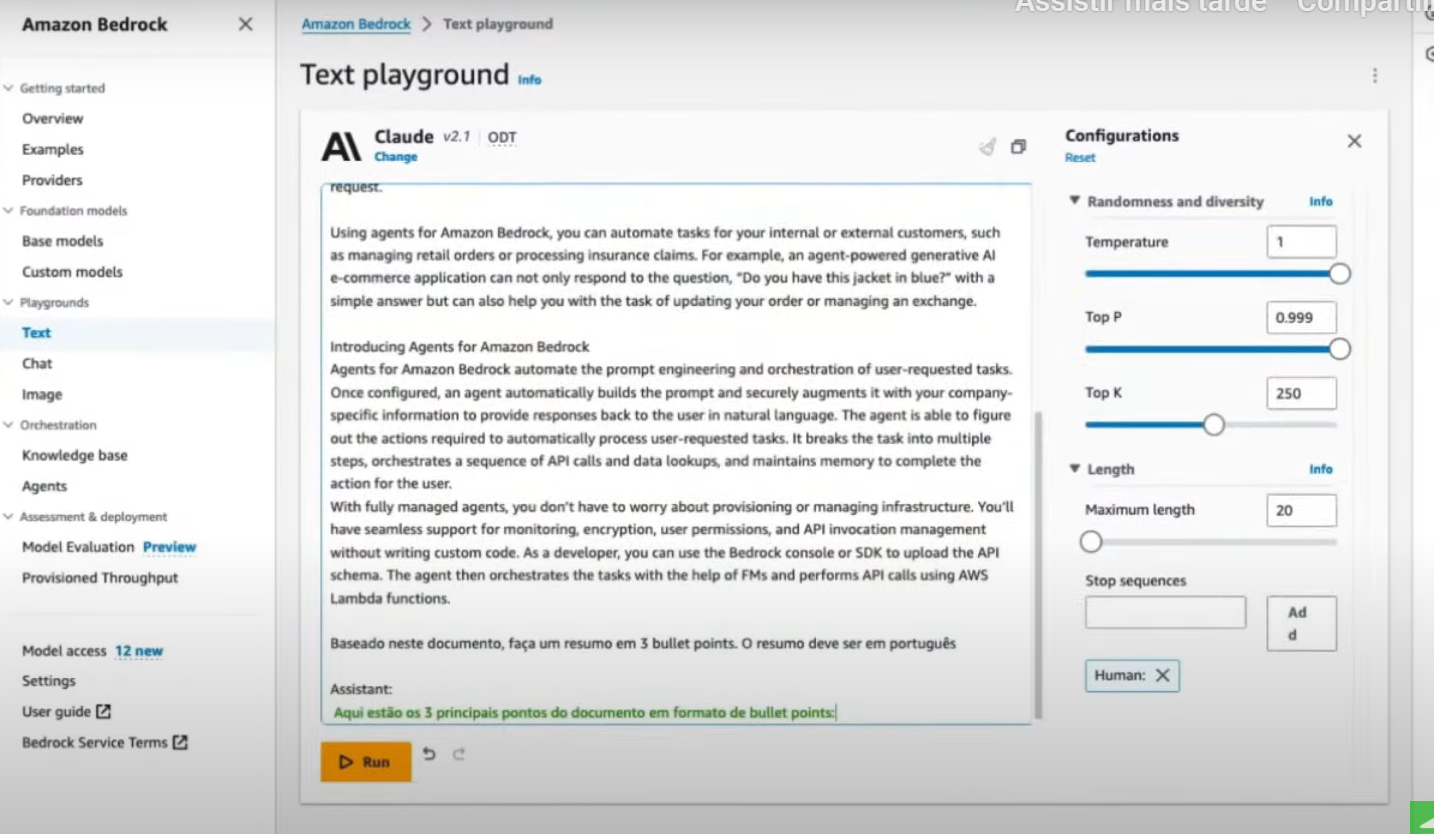 Assistir mais tarde
Amazon Bedrock
Amazon Bedrock > Text playground
Getting started
Overview
Examples
Providers
Foundation models
Base models
Custom models
Playgrounds
Text
Chat
Image
Orchestration
Knowledge base
Agents
Assessment & deployment
Model Evaluation Preview
Provisioned Throughput
Model access 12 new
Settings
User guide
Bedrock Service Terms
Text playground Info
Claude v2.1 | ODT
Change
request.
Using agents for Amazon Bedrock, you can automate tasks for your internal or external customers, such
as managing retail orders or processing insurance claims. For example, an agent-powered generative AI
e-commerce application can not only respond to the question, "Do you have this jacket in blue?" with a
simple answer but can also help you with the task of updating your order or managing an exchange.
Introducing Agents for Amazon Bedrock
Agents for Amazon Bedrock automate the prompt engineering and orchestration of user-requested tasks.
Once configured, an agent automatically builds the prompt and securely augments it with your company-
specific information to provide responses back to the user in natural language. The agent is able to figure
out the actions required to automatically process user-requested tasks. It breaks the task into multiple
steps, orchestrates a sequence of API calls and data lookups, and maintains memory to complete the
action for the user.
With fully managed agents, you don't have to worry about provisioning or managing infrastructure. You'll
have seamless support for monitoring, encryption, user permissions, and API invocation management
without writing custom code. As a developer, you can use the Bedrock console or SDK to upload the API
schema. The agent then orchestrates the tasks with the help of FMs and performs API calls using AWS
Lambda functions.
Baseado neste documento, faça um resumo em 3 bullet points. O resumo deve ser em português
Assistant:
Aqui estão os 3 principais pontos do documento em formato de bullet points:
Run
Configurations
Reset
Randomness and diversity Info
Temperature 1
Top P 0.999
Top K 250
Length Info
Maximum length 20
Stop sequences
Ad
d
Human: